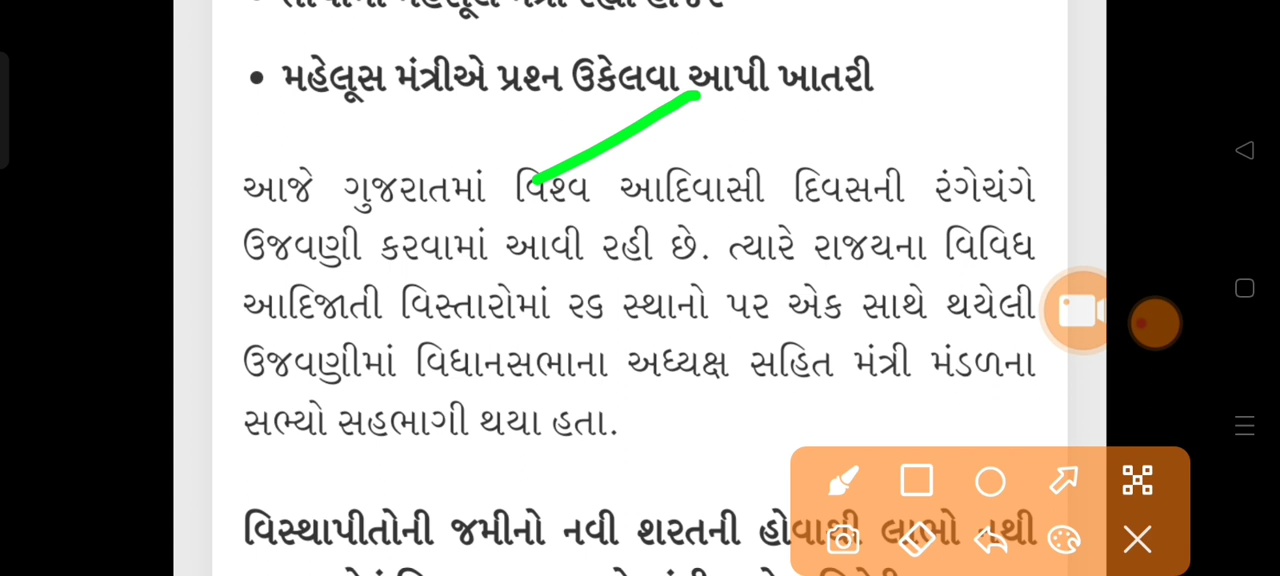 • મહેલૂસ મંત્રીએ પ્રશ્ન ઉકેલવા આપી ખાતરી
આજે ગુજરાતમાં વિશ્વ આદિવાસી દિવસની રંગેચંગે
ઉજવણી કરવામાં આવી રહી છે. ત્યારે રાજયના વિવિધ
આદિજાતી વિસ્તારોમાં ૨૬ સ્થાનો પર એક સાથે થયેલી
ઉજવણીમાં વિધાનસભાના અધ્યક્ષ સહિત મંત્રી મંડળના
સભ્યો સહભાગી થયા હતા.
વિસ્થાપીતોની જમીનો નવી શરતની હોવાથી લાભો નથી